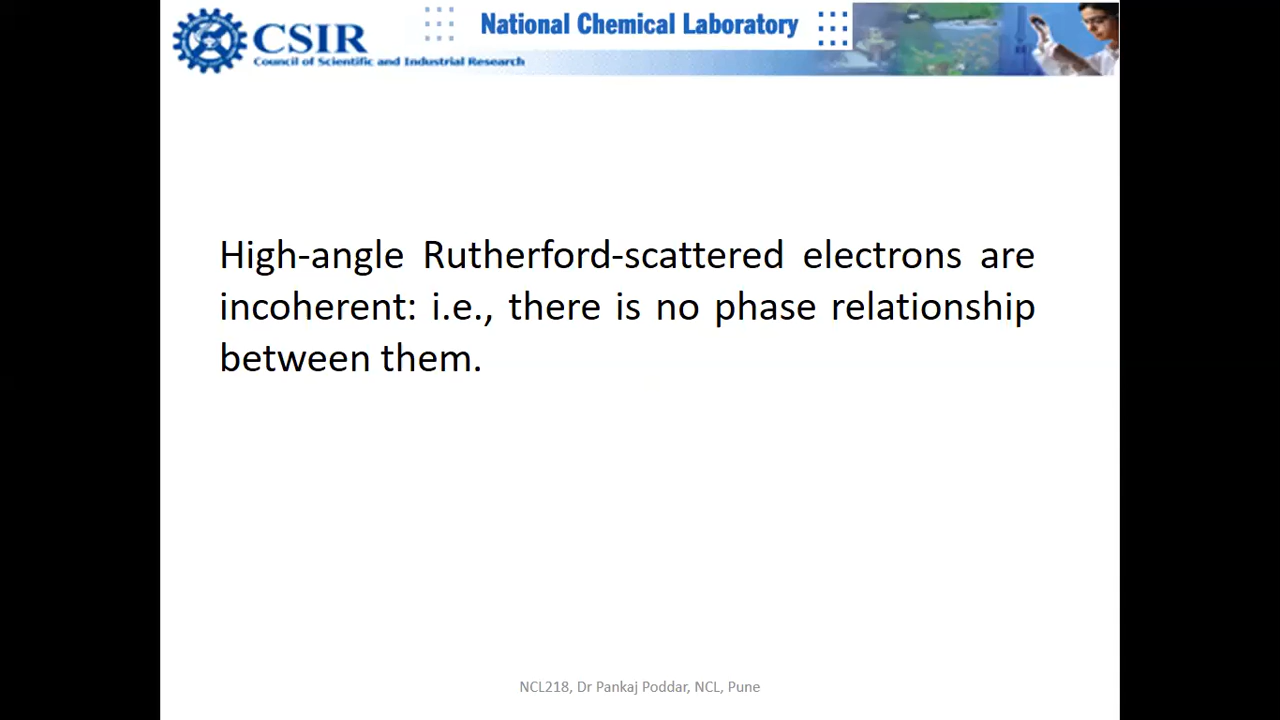 CSIR
Council of Scientific and Industrial Research
National Chemical Laboratory
High-angle Rutherford-scattered electrons are
incoherent: i.e., there is no phase relationship
between them.
NCL218, Dr Pankaj Poddar, NCL, Pune